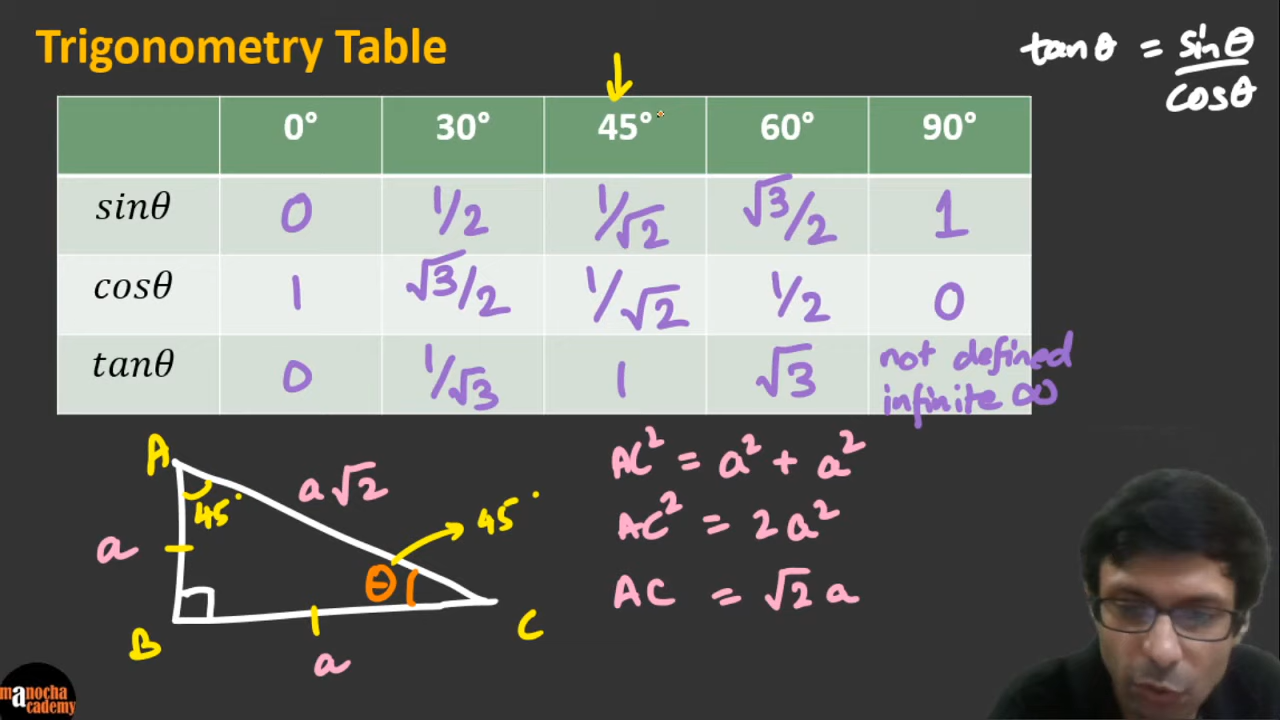 Trigonometry Table
tanθ = sinθ/cosθ
0° 30° 45° 60° 90°
sinθ 0 1/2 1/√2 √3/2 1
cosθ 1 √3/2 1/√2 1/2 0
tanθ 0 1/√3 1 √3 not defined
infinite ∞
A
45°
a√2
45°
a
θ
B
a
C
AC² = a² + a²
AC² = 2a²
AC = √2 a
manocha
academy